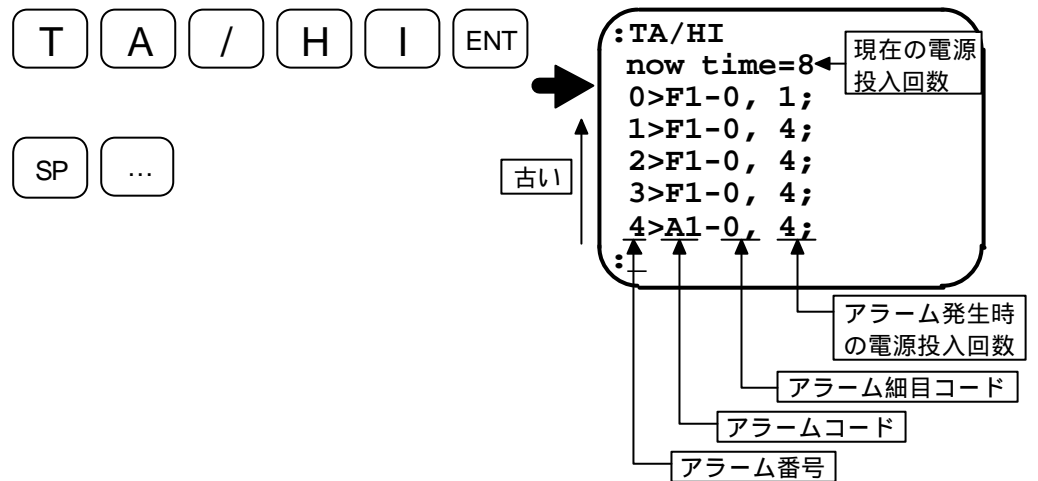 T A / H I ENT
SP ...
:TA/HI
now time=8
現在の電源
投入回数
0>F1-0, 1;
1>F1-0, 4;
2>F1-0, 4;
3>F1-0, 4;
4>A1-0, 4;
:_
古い
アラーム発生時
の電源投入回数
アラーム細目コード
アラームコード
アラーム番号